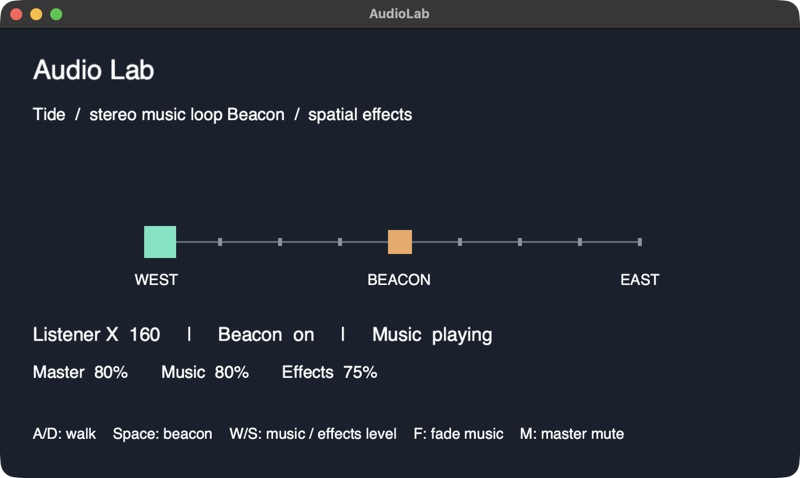 AudioLab
Audio Lab
Tide / stereo music loop Beacon / spatial effects
WEST BEACON EAST
Listener X 160 | Beacon on | Music playing
Master 80% Music 80% Effects 75%
A/D: walk Space: beacon W/S: music / effects level F: fade music M: master mute